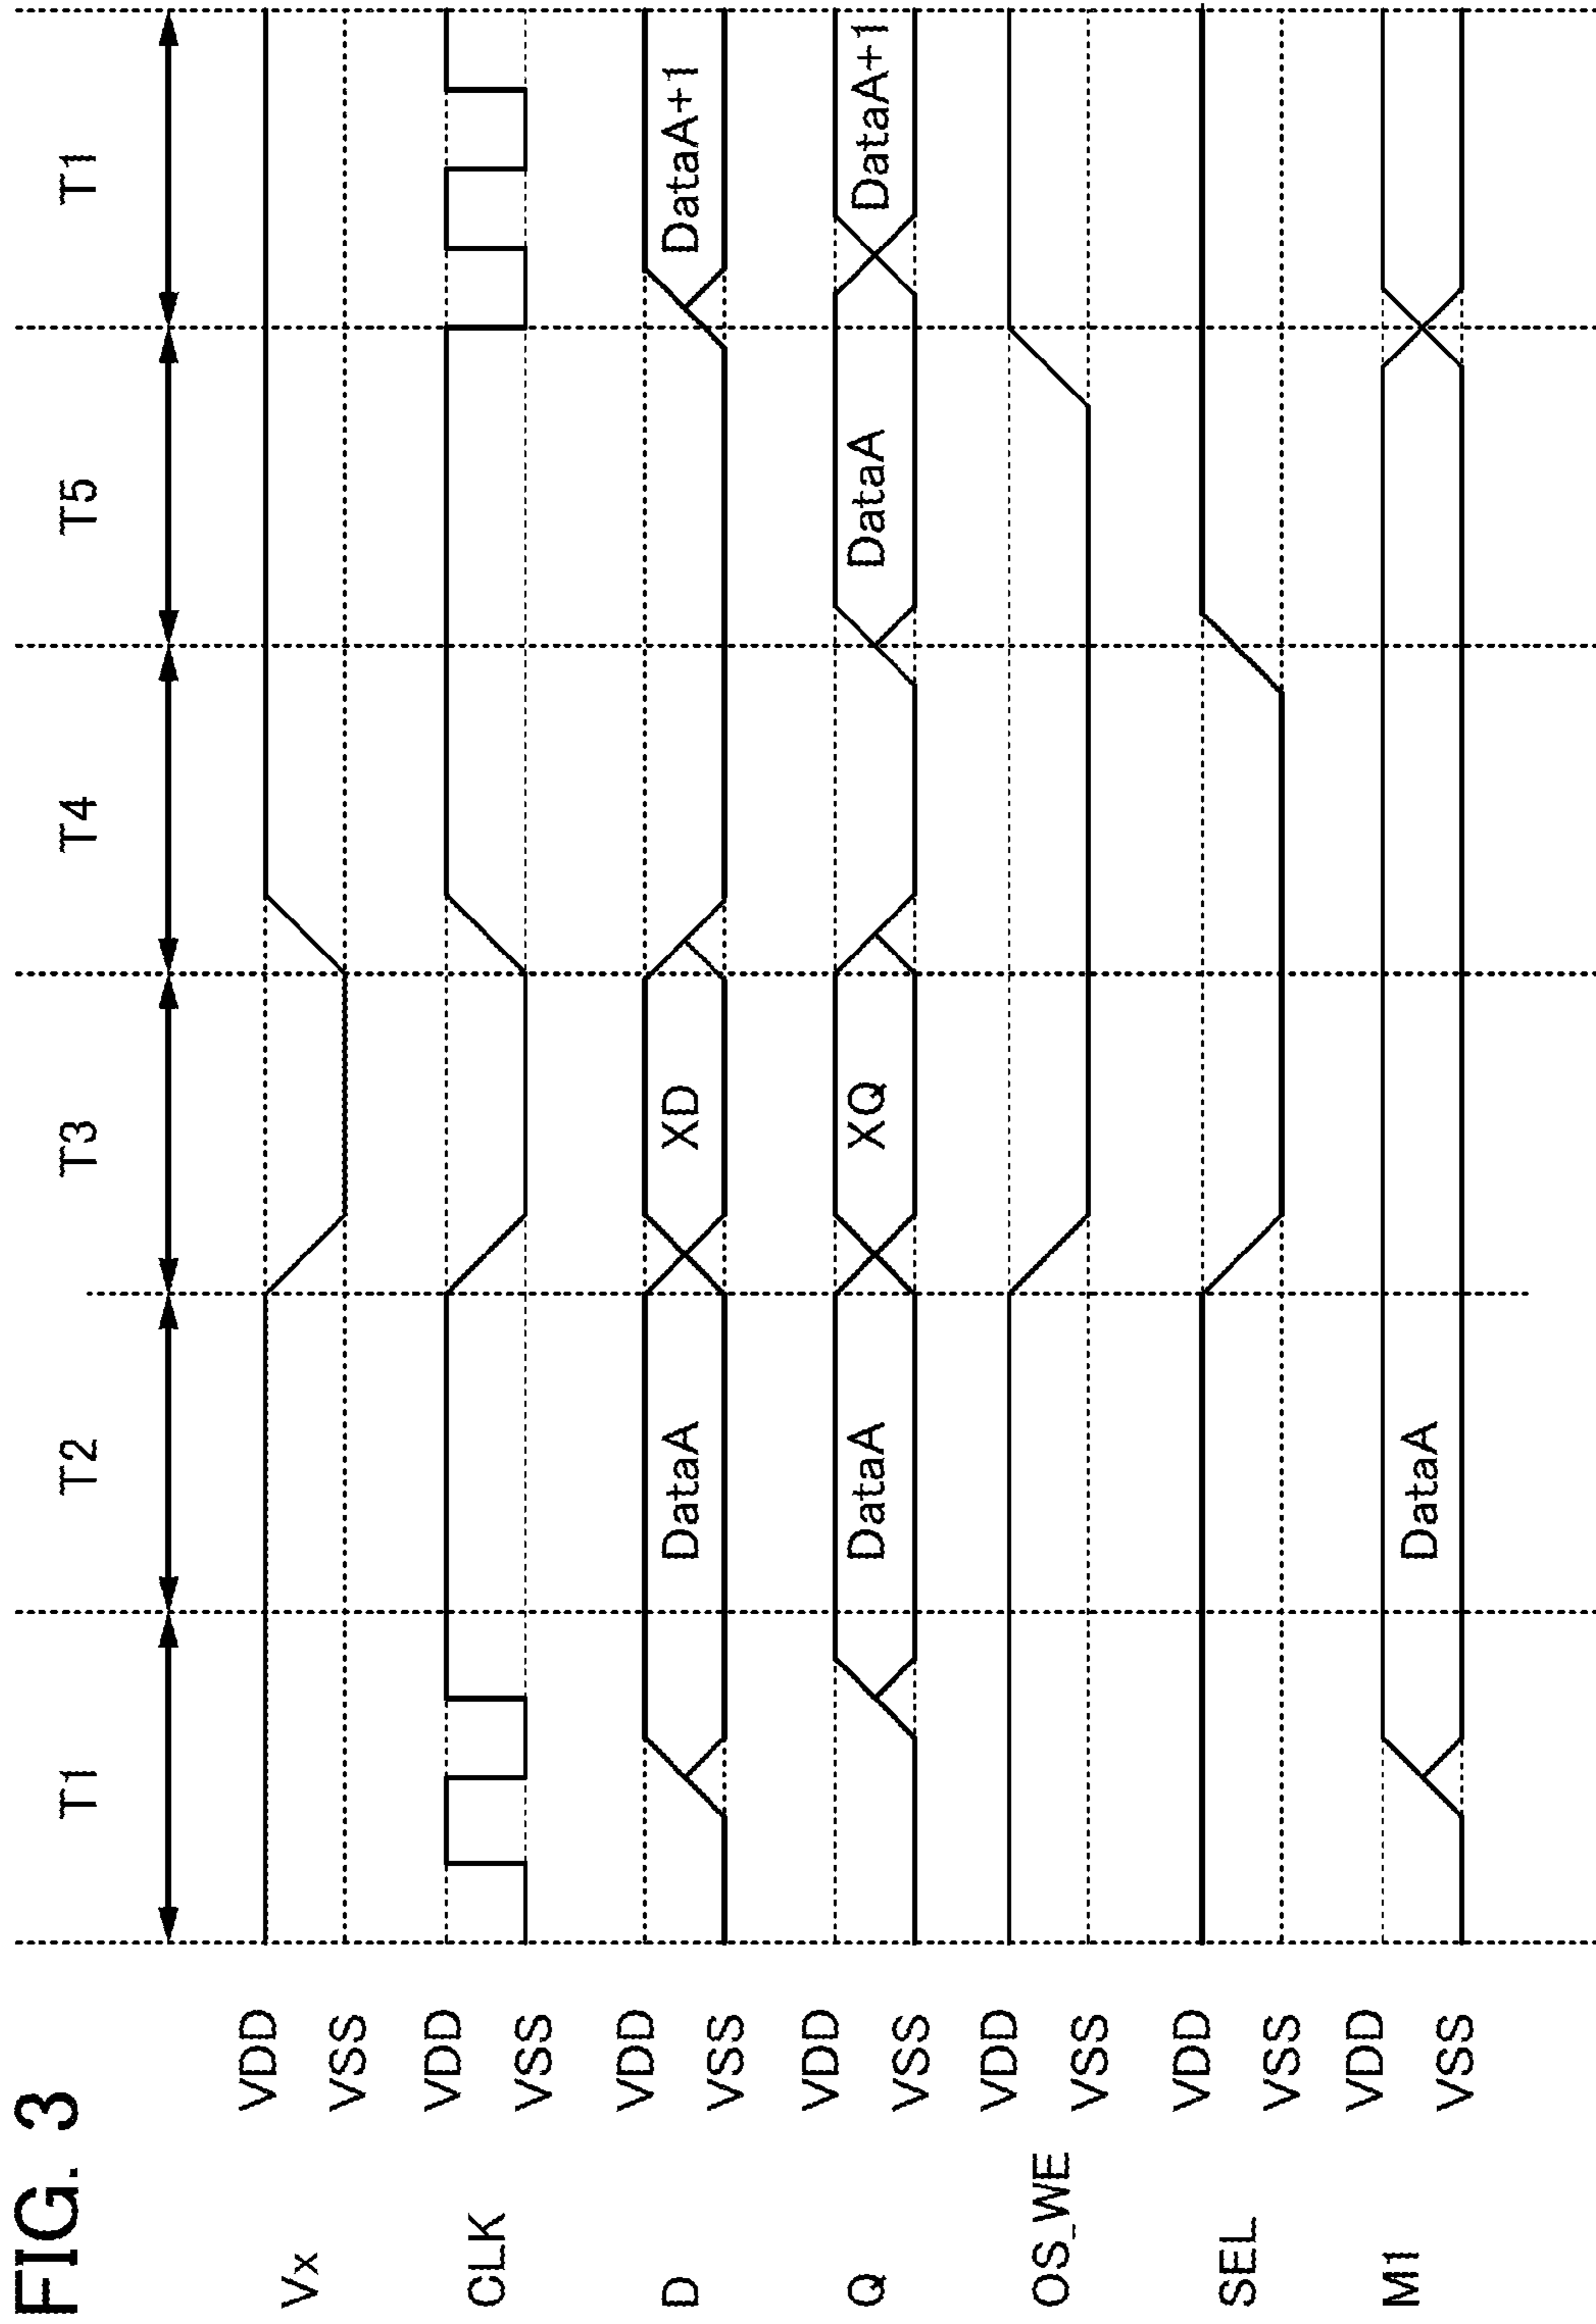 FIG. 3
T1 T2 T3 T4 T5 T1
Vx VDD
VSS
CLK VDD
VSS
D VDD
VSS
DataA XD DataA+1
Q VDD
VSS
DataA XQ DataA DataA+1
OS_WE VDD
VSS
SEL VDD
VSS
M1 VDD
VSS
DataA